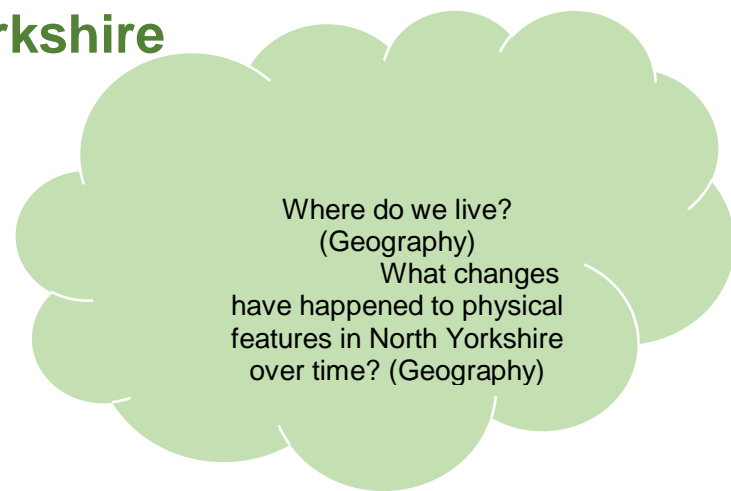 rkshire
Where do we live?
(Geography)
What changes
have happened to physical
features in North Yorkshire
over time? (Geography)